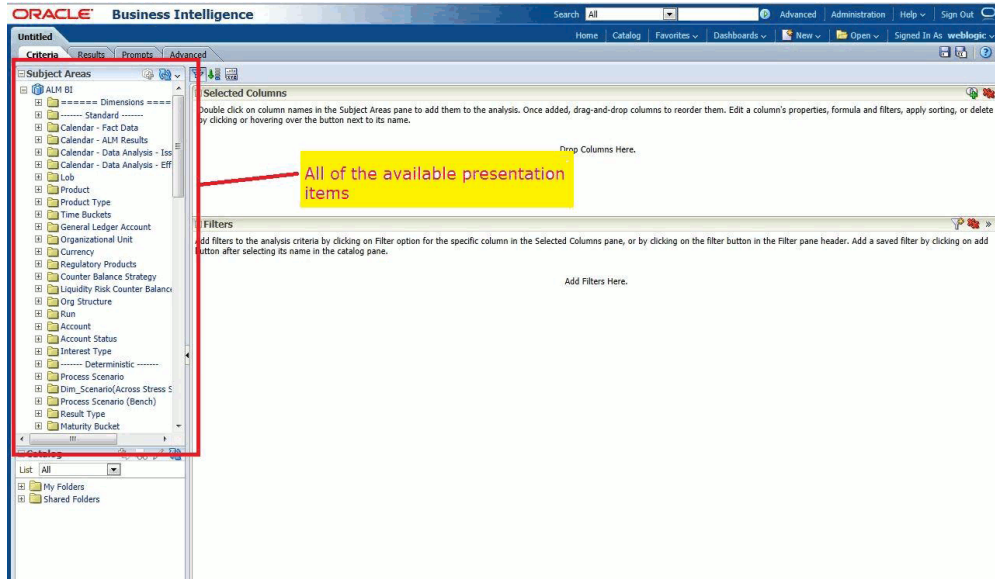 ORACLE Business Intelligence
Search All Advanced Administration Help Sign Out
Untitled
Home Catalog Favorites Dashboards New Open Signed In As weblogic
Criteria Results Prompts Advanced
Subject Areas
ALM BI
====== Dimensions ====
------- Standard -------
Calendar - Fact Data
Calendar - ALM Results
Calendar - Data Analysis - Iss
Calendar - Data Analysis - Eff
Lob
Product
Product Type
Time Buckets
General Ledger Account
Organizational Unit
Currency
Regulatory Products
Counter Balance Strategy
Liquidity Risk Counter Balance
Org Structure
Run
Account
Account Status
Interest Type
------- Deterministic -------
Process Scenario
Dim_Scenario(Across Stress S
Process Scenario (Bench)
Result Type
Maturity Bucket
Catalog
List All
My Folders
Shared Folders
Selected Columns
Double click on column names in the Subject Areas pane to add them to the analysis. Once added, drag-and-drop columns to reorder them. Edit a column's properties, formula and filters, apply sorting, or delete
by clicking or hovering over the button next to its name.
Drop Columns Here.
All of the available presentation
items
Filters
Add filters to the analysis criteria by clicking on Filter option for the specific column in the Selected Columns pane, or by clicking on the filter button in the Filter pane header. Add a saved filter by clicking on add
button after selecting its name in the catalog pane.
Add Filters Here.